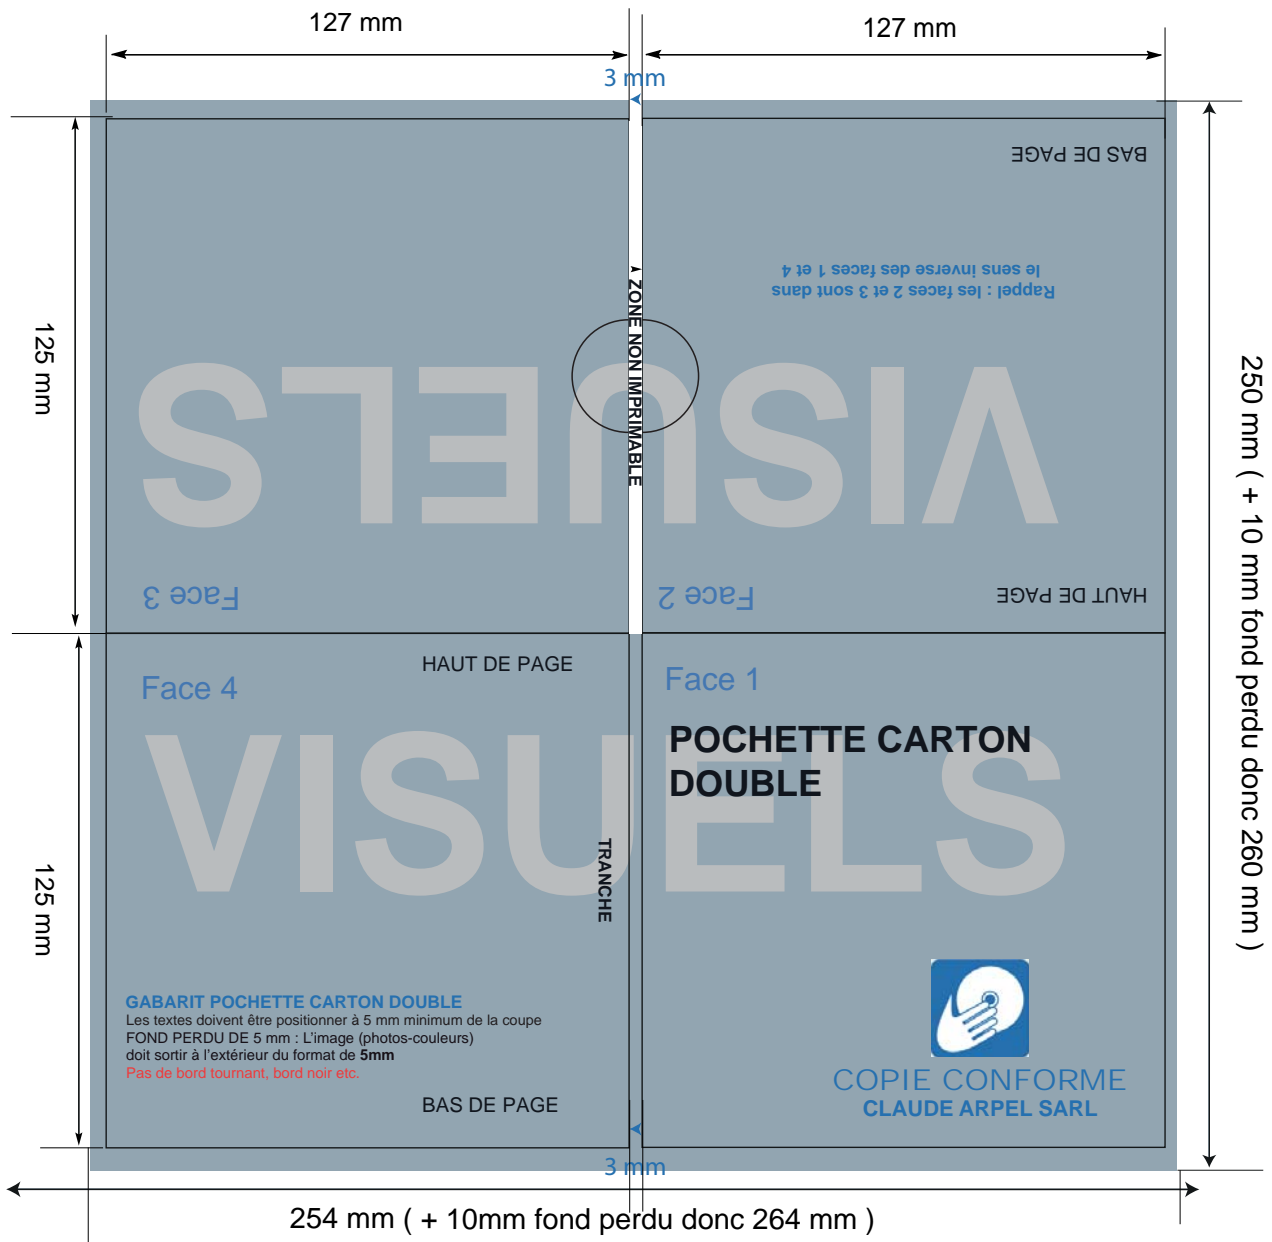 127 mm
127 mm
3 mm
BAS DE PAGE
Rappel : les faces 2 et 3 sont dans
le sens inverse des faces 1 et 4
ZONE NON IMPRIMABLE
125 mm
250 mm ( + 10 mm fond perdu donc 260 mm )
VISUELS
Face 3
Face 2
HAUT DE PAGE
HAUT DE PAGE
Face 4
Face 1
VISUELS
POCHETTE CARTON
DOUBLE
TRANCHE
125 mm
GABARIT POCHETTE CARTON DOUBLE
Les textes doivent être positionner à 5 mm minimum de la coupe
FOND PERDU DE 5 mm : L'image (photos-couleurs)
doit sortir à l'extérieur du format de 5mm
Pas de bord tournant, bord noir etc.
BAS DE PAGE
COPIE CONFORME
CLAUDE ARPEL SARL
3 mm
254 mm ( + 10mm fond perdu donc 264 mm )